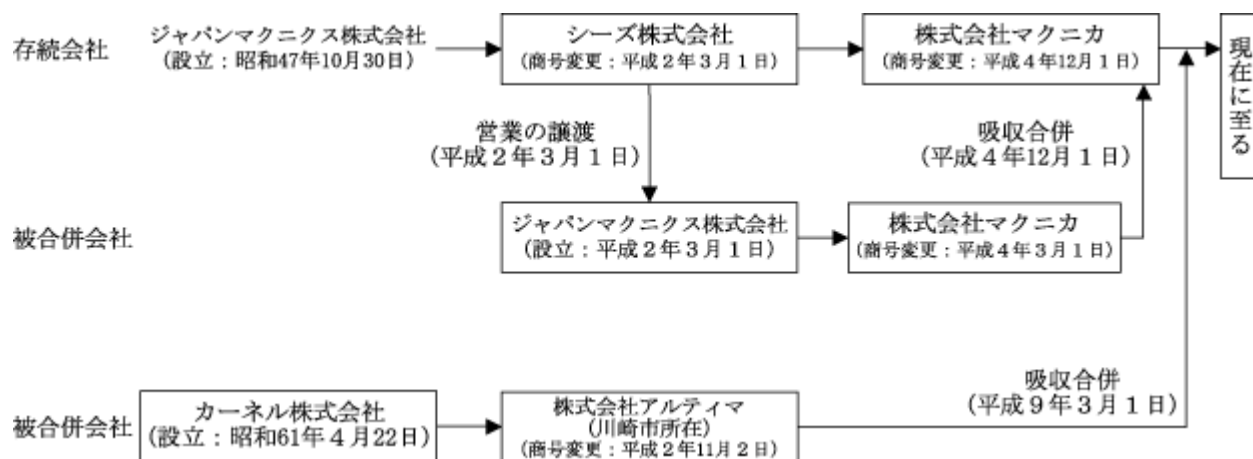 存続会社
ジャパンマクニクス株式会社
(設立:昭和47年10月30日)
シーズ株式会社
(商号変更:平成2年3月1日)
株式会社マクニカ
(商号変更:平成4年12月1日)
現在に至る
営業の譲渡
(平成2年3月1日)
吸収合併
(平成4年12月1日)
被合併会社
ジャパンマクニクス株式会社
(設立:平成2年3月1日)
株式会社マクニカ
(商号変更:平成4年3月1日)
吸収合併
(平成9年3月1日)
被合併会社
カーネル株式会社
(設立:昭和61年4月22日)
株式会社アルティマ
(川崎市所在)
(商号変更:平成2年11月2日)